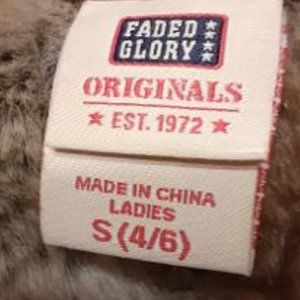 FADED
GLORY
ORIGINALS
★ EST. 1972 ★
MADE IN CHINA
LADIES
S (4/6)